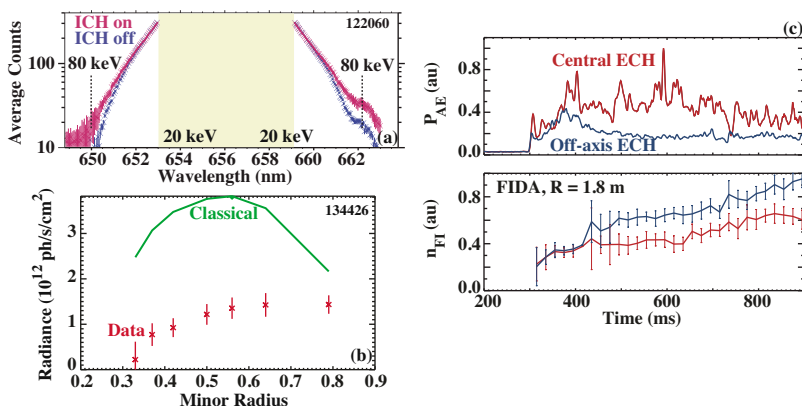 ICH on
ICH off
122060
80 keV
80 keV
20 keV
20 keV
(a)
Average Counts
100
10
650
652
654
656
658
660
662
Wavelength (nm)
134426
Classical
Data
(b)
Radiance (10^12 ph/s/cm^2)
4
3
2
1
0
0.2
0.3
0.4
0.5
0.6
0.7
0.8
0.9
Minor Radius
(c)
Central ECH
Off-axis ECH
P_AE (au)
1.0
0.8
0.4
0.0
FIDA, R = 1.8 m
n_FI (au)
1.0
0.8
0.4
0.0
200
400
600
800
Time (ms)